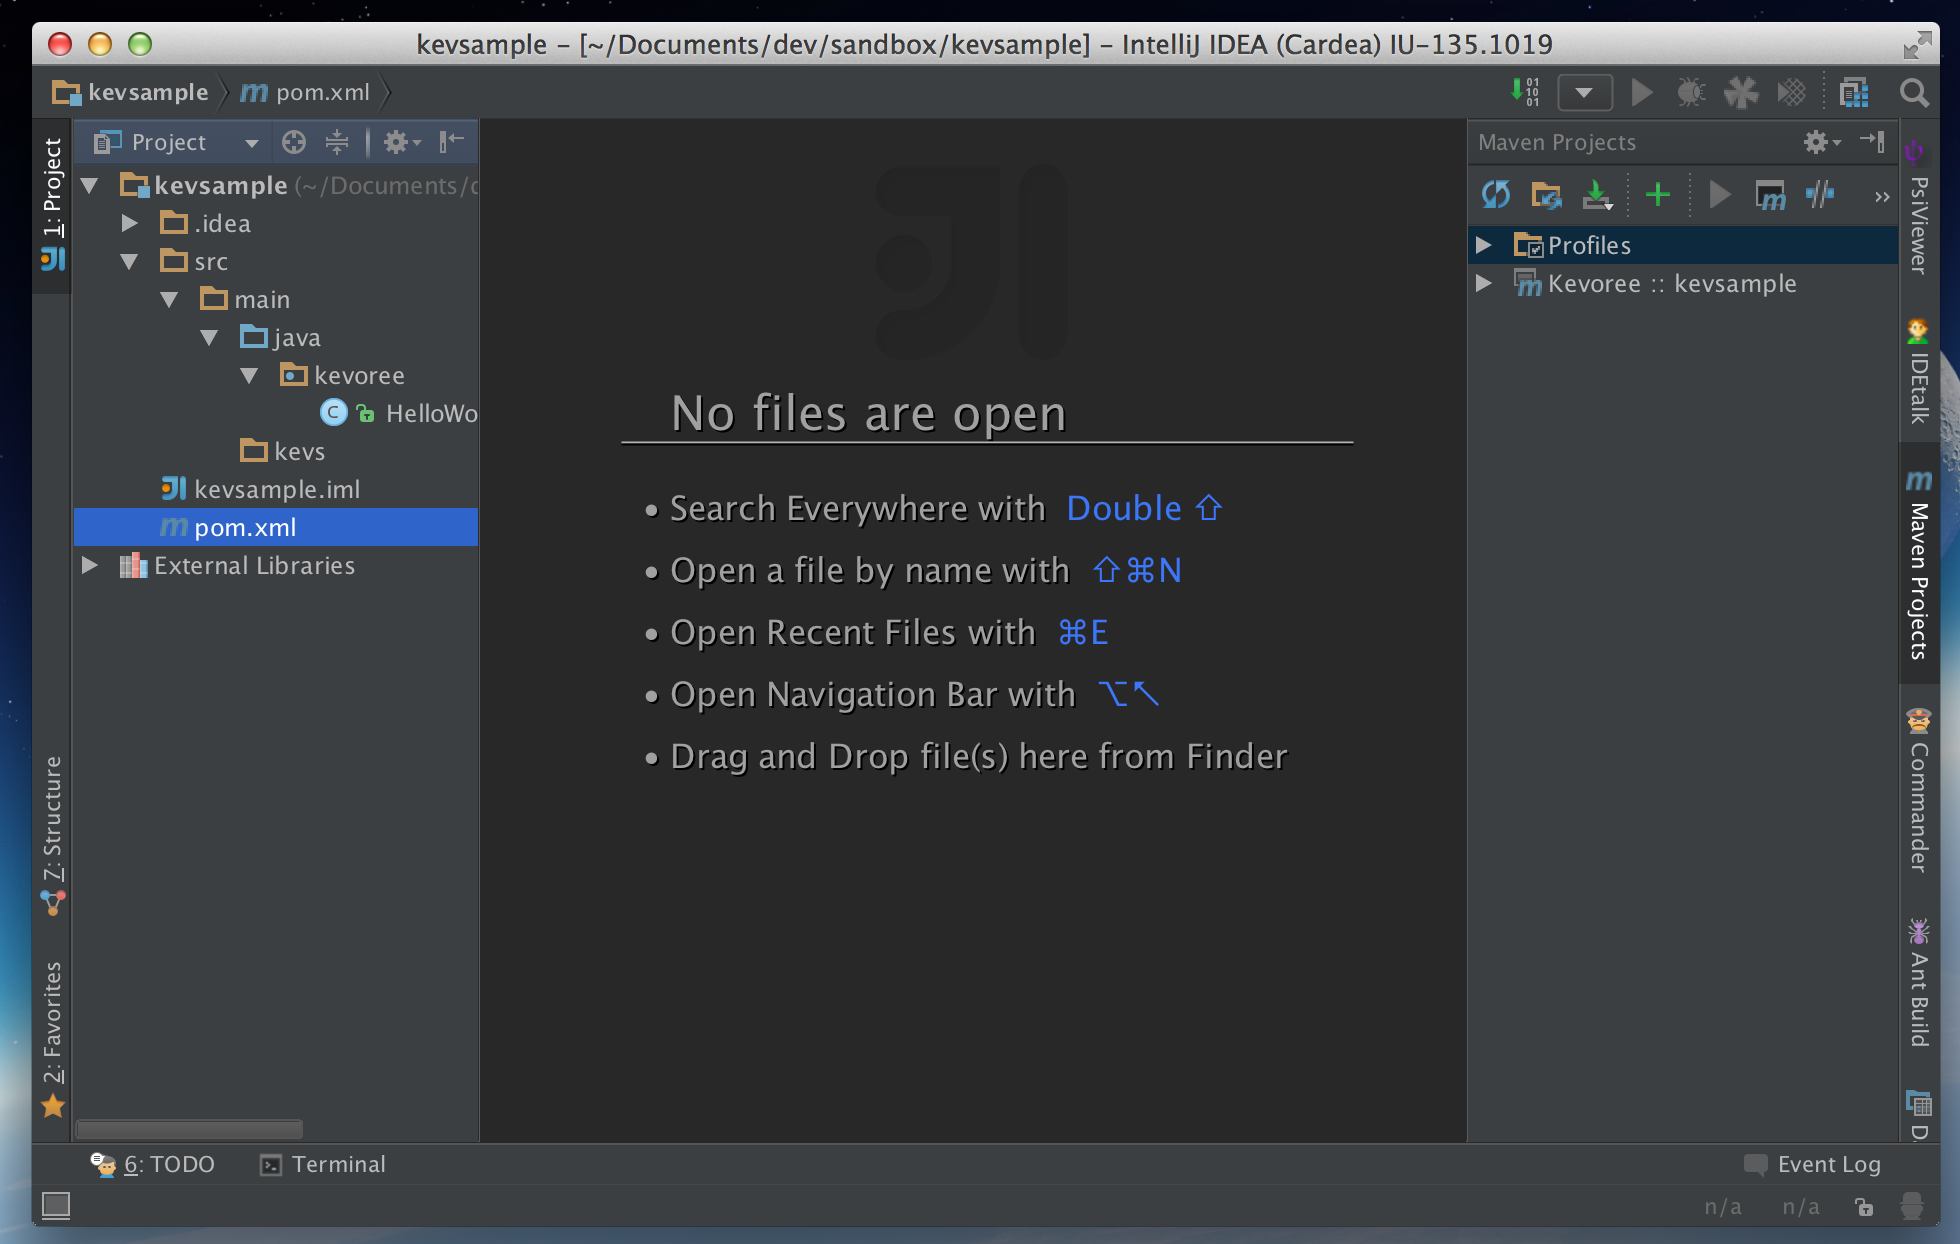 kevsample – [~/Documents/dev/sandbox/kevsample] – IntelliJ IDEA (Cardea) IU-135.1019
kevsample pom.xml
01
10
01
1: Project
Project
kevsample (~/Documents/
.idea
src
main
java
kevoree
C HelloWo
kevs
kevsample.iml
m pom.xml
External Libraries
7: Structure
2: Favorites
No files are open
• Search Everywhere with Double ⇧
• Open a file by name with ⇧⌘N
• Open Recent Files with ⌘E
• Open Navigation Bar with ⌥↖
• Drag and Drop file(s) here from Finder
Maven Projects
Profiles
m Kevoree :: kevsample
PsiViewer
IDEtalk
m Maven Projects
Commander
Ant Build
D
6: TODO
Terminal
Event Log
n/a n/a